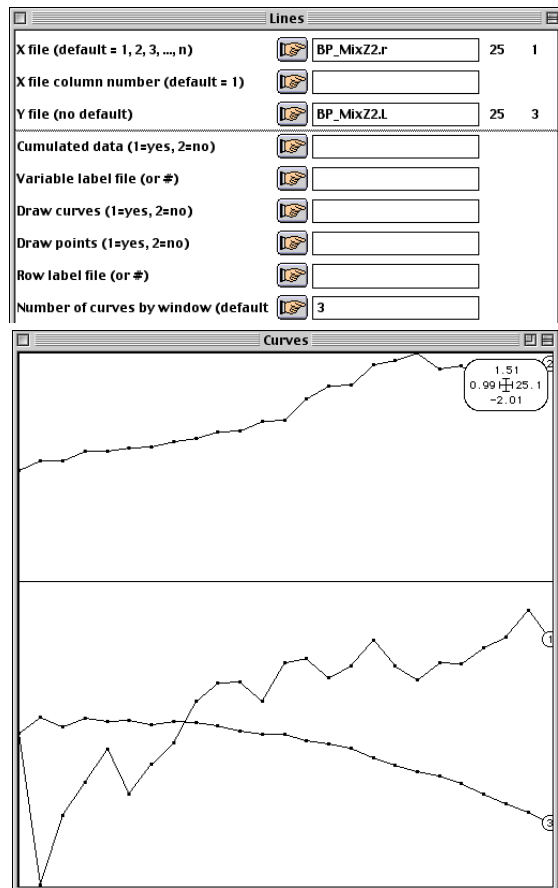 Lines
X file (default = 1, 2, 3, ..., n) BP_MixZ2.r 25 1
X file column number (default = 1)
Y file (no default) BP_MixZ2.L 25 3
Cumulated data (1=yes, 2=no)
Variable label file (or #)
Draw curves (1=yes, 2=no)
Draw points (1=yes, 2=no)
Row label file (or #)
Number of curves by window (default 3
Curves
1.51
0.99 25.1
-2.01
2
1
3